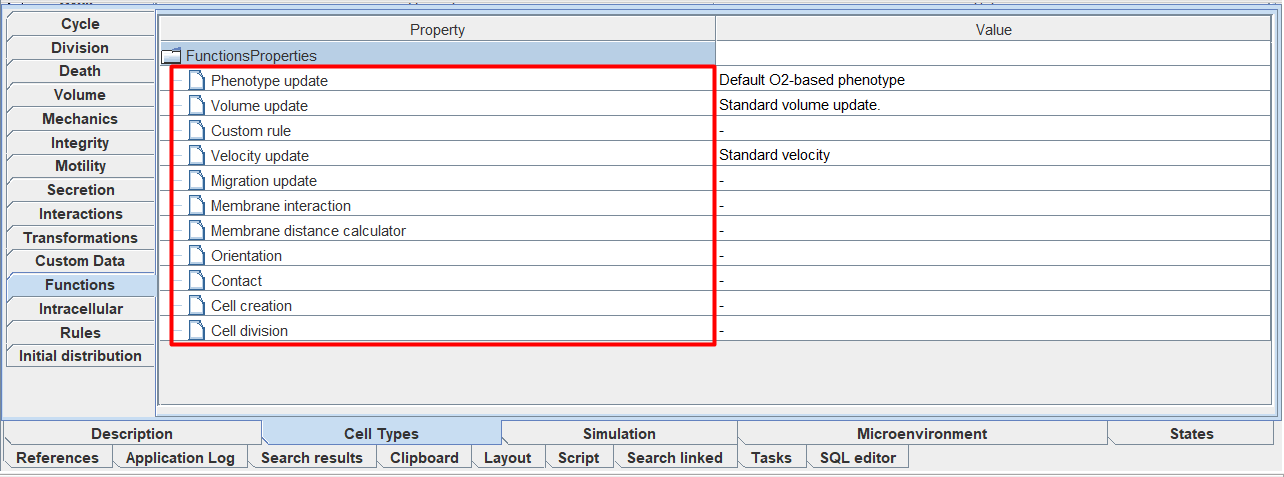 Cycle
Division
Death
Volume
Mechanics
Integrity
Motility
Secretion
Interactions
Transformations
Custom Data
Functions
Intracellular
Rules
Initial distribution
Property Value
FunctionsProperties
Phenotype update Default O2-based phenotype
Volume update Standard volume update.
Custom rule -
Velocity update Standard velocity
Migration update -
Membrane interaction -
Membrane distance calculator -
Orientation -
Contact -
Cell creation -
Cell division -
Description Cell Types Simulation Microenvironment States
References Application Log Search results Clipboard Layout Script Search linked Tasks SQL editor